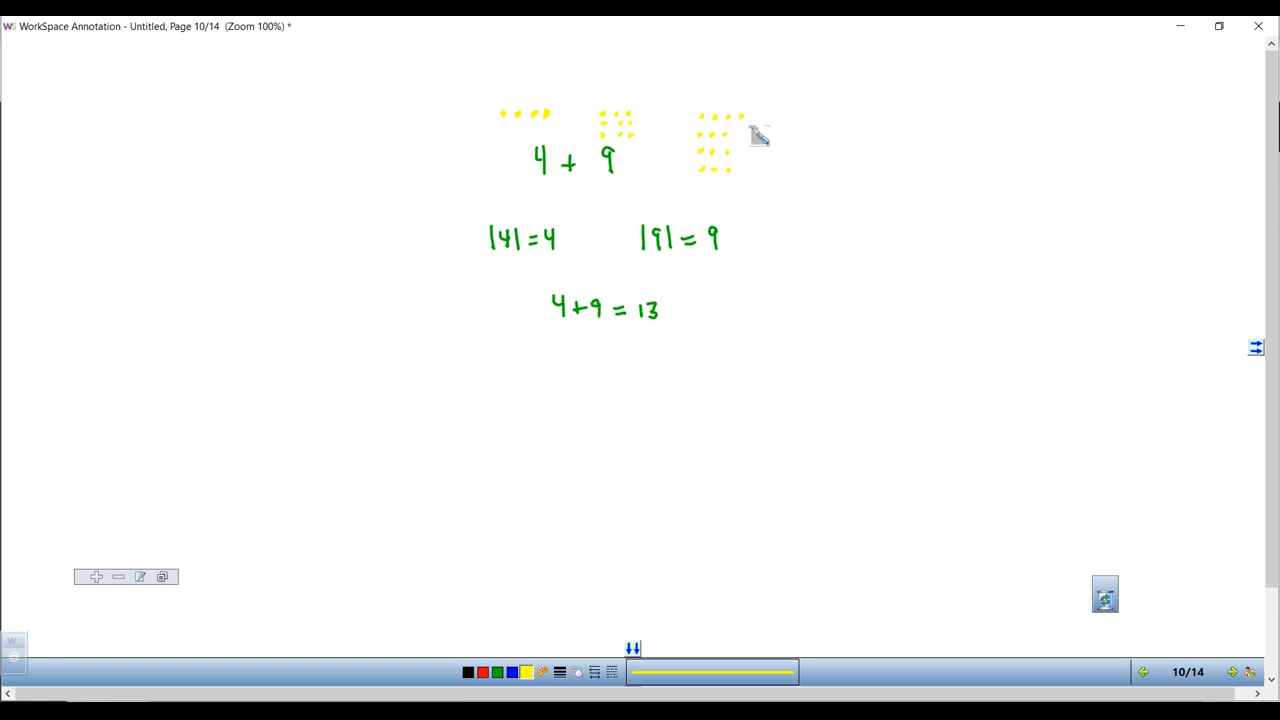 WS WorkSpace Annotation - Untitled, Page 10/14 (Zoom 100%) *
4 + 9
|4| = 4 |9| = 9
4 + 9 = 13
W
10/14